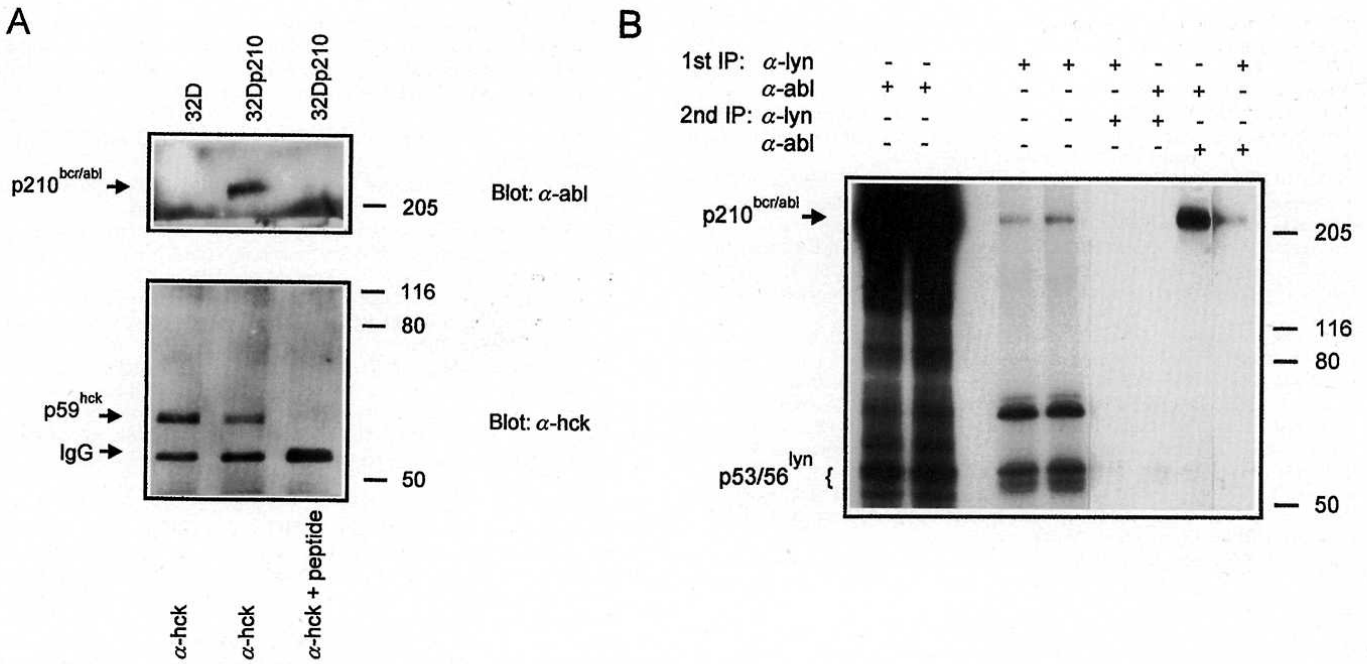 A
32D
32Dp210
32Dp210
p210bcr/abl
Blot: α-abl
205
116
80
p59hck
Blot: α-hck
IgG
50
α-hck
α-hck
α-hck + peptide
B
1st IP: α-lyn - - + + + - - +
α-abl + + - - - + + -
2nd IP: α-lyn - - - - + + - -
α-abl - - - - - - + +
p210bcr/abl
205
116
80
p53/56lyn {
50